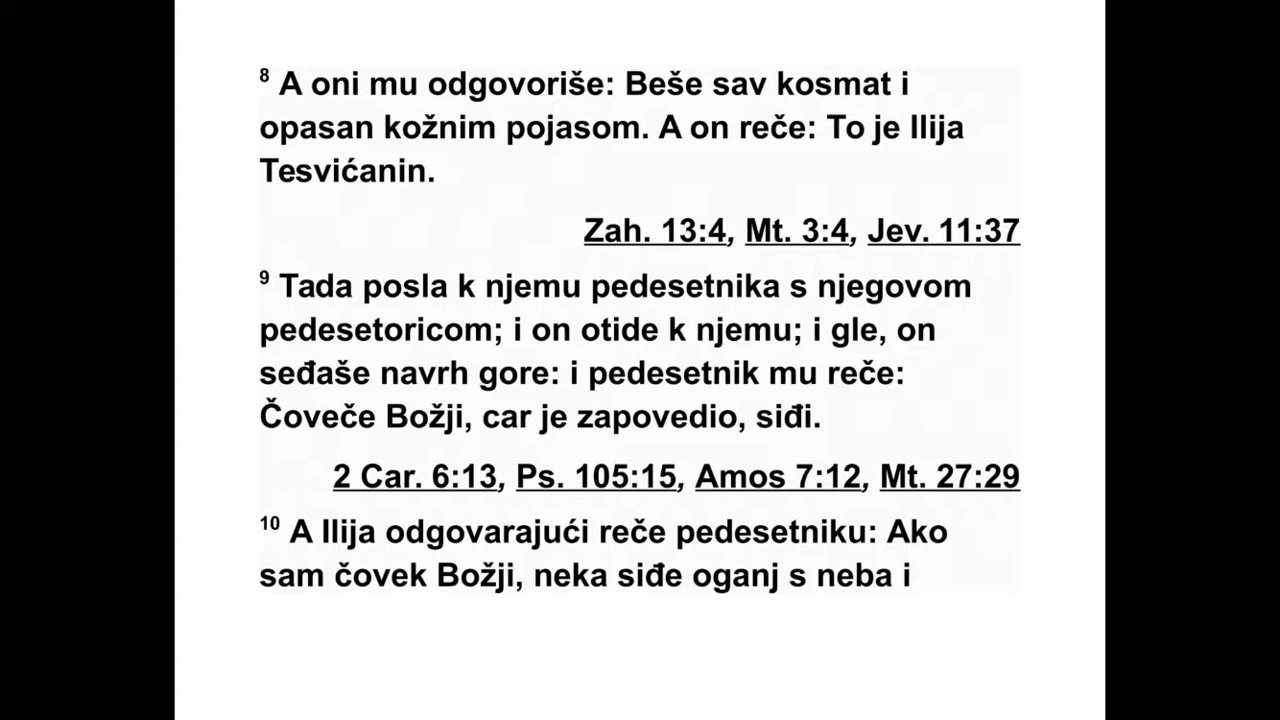 8 A oni mu odgovoriše: Beše sav kosmat i
opasan kožnim pojasom. A on reče: To je Ilija
Tesvićanin.
Zah. 13:4, Mt. 3:4, Jev. 11:37
9 Tada posla k njemu pedesetnika s njegovom
pedesetoricom; i on otide k njemu; i gle, on
seđaše navrh gore: i pedesetnik mu reče:
Čoveče Božji, car je zapovedio, siđi.
2 Car. 6:13, Ps. 105:15, Amos 7:12, Mt. 27:29
10 A Ilija odgovarajući reče pedesetniku: Ako
sam čovek Božji, neka siđe oganj s neba i